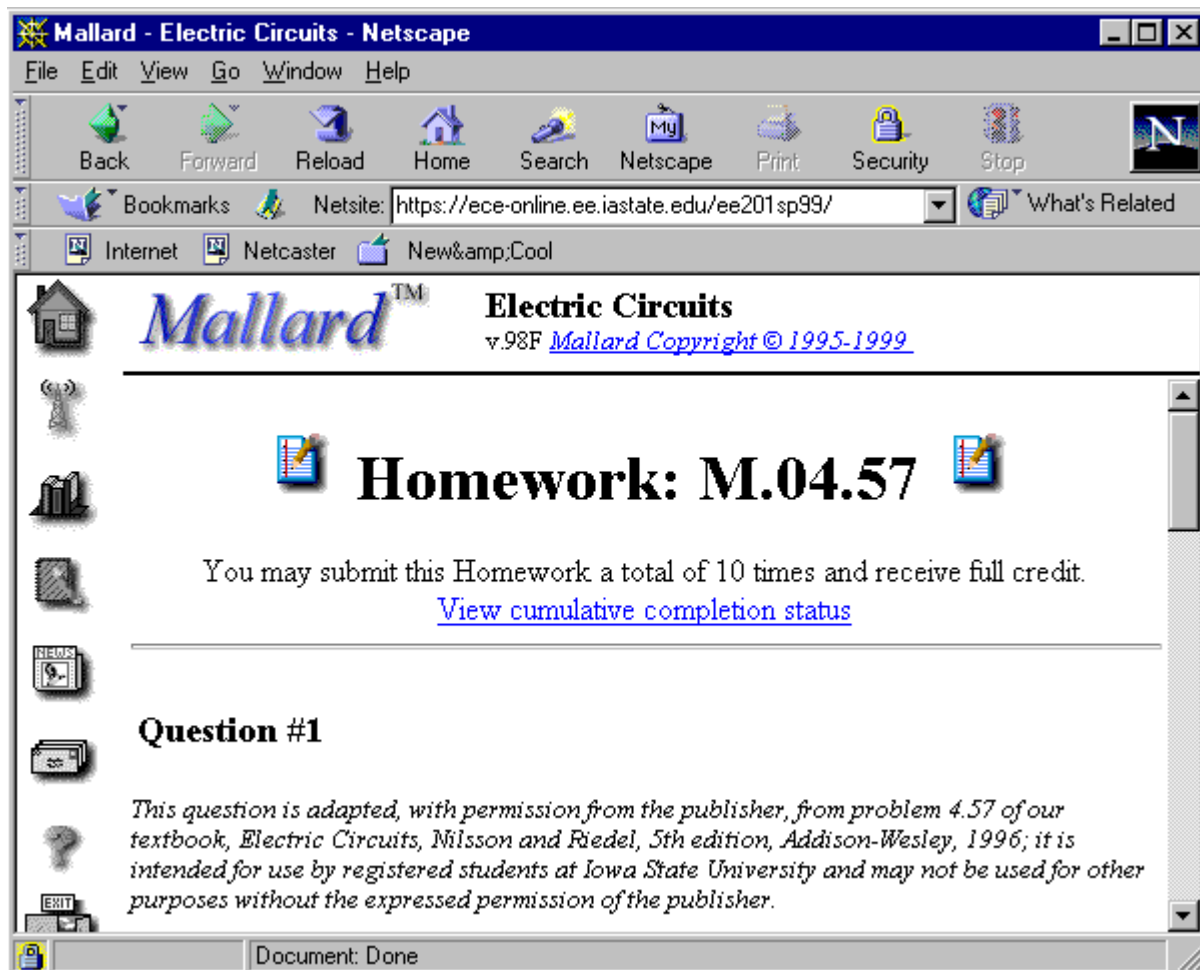 Mallard - Electric Circuits - Netscape
File Edit View Go Window Help
My
N
Back Forward Reload Home Search Netscape Print Security Stop
Bookmarks Netsite: https://ece-online.ee.iastate.edu/ee201sp99/ What's Related
Internet Netcaster New&amp;Cool
Mallard™
Electric Circuits
v.98F Mallard Copyright © 1995-1999
Homework: M.04.57
You may submit this Homework a total of 10 times and receive full credit.
View cumulative completion status
NEWS
Question #1
This question is adapted, with permission from the publisher, from problem 4.57 of our
textbook, Electric Circuits, Nilsson and Riedel, 5th edition, Addison-Wesley, 1996; it is
intended for use by registered students at Iowa State University and may not be used for other
purposes without the expressed permission of the publisher.
?
EXIT
Document: Done